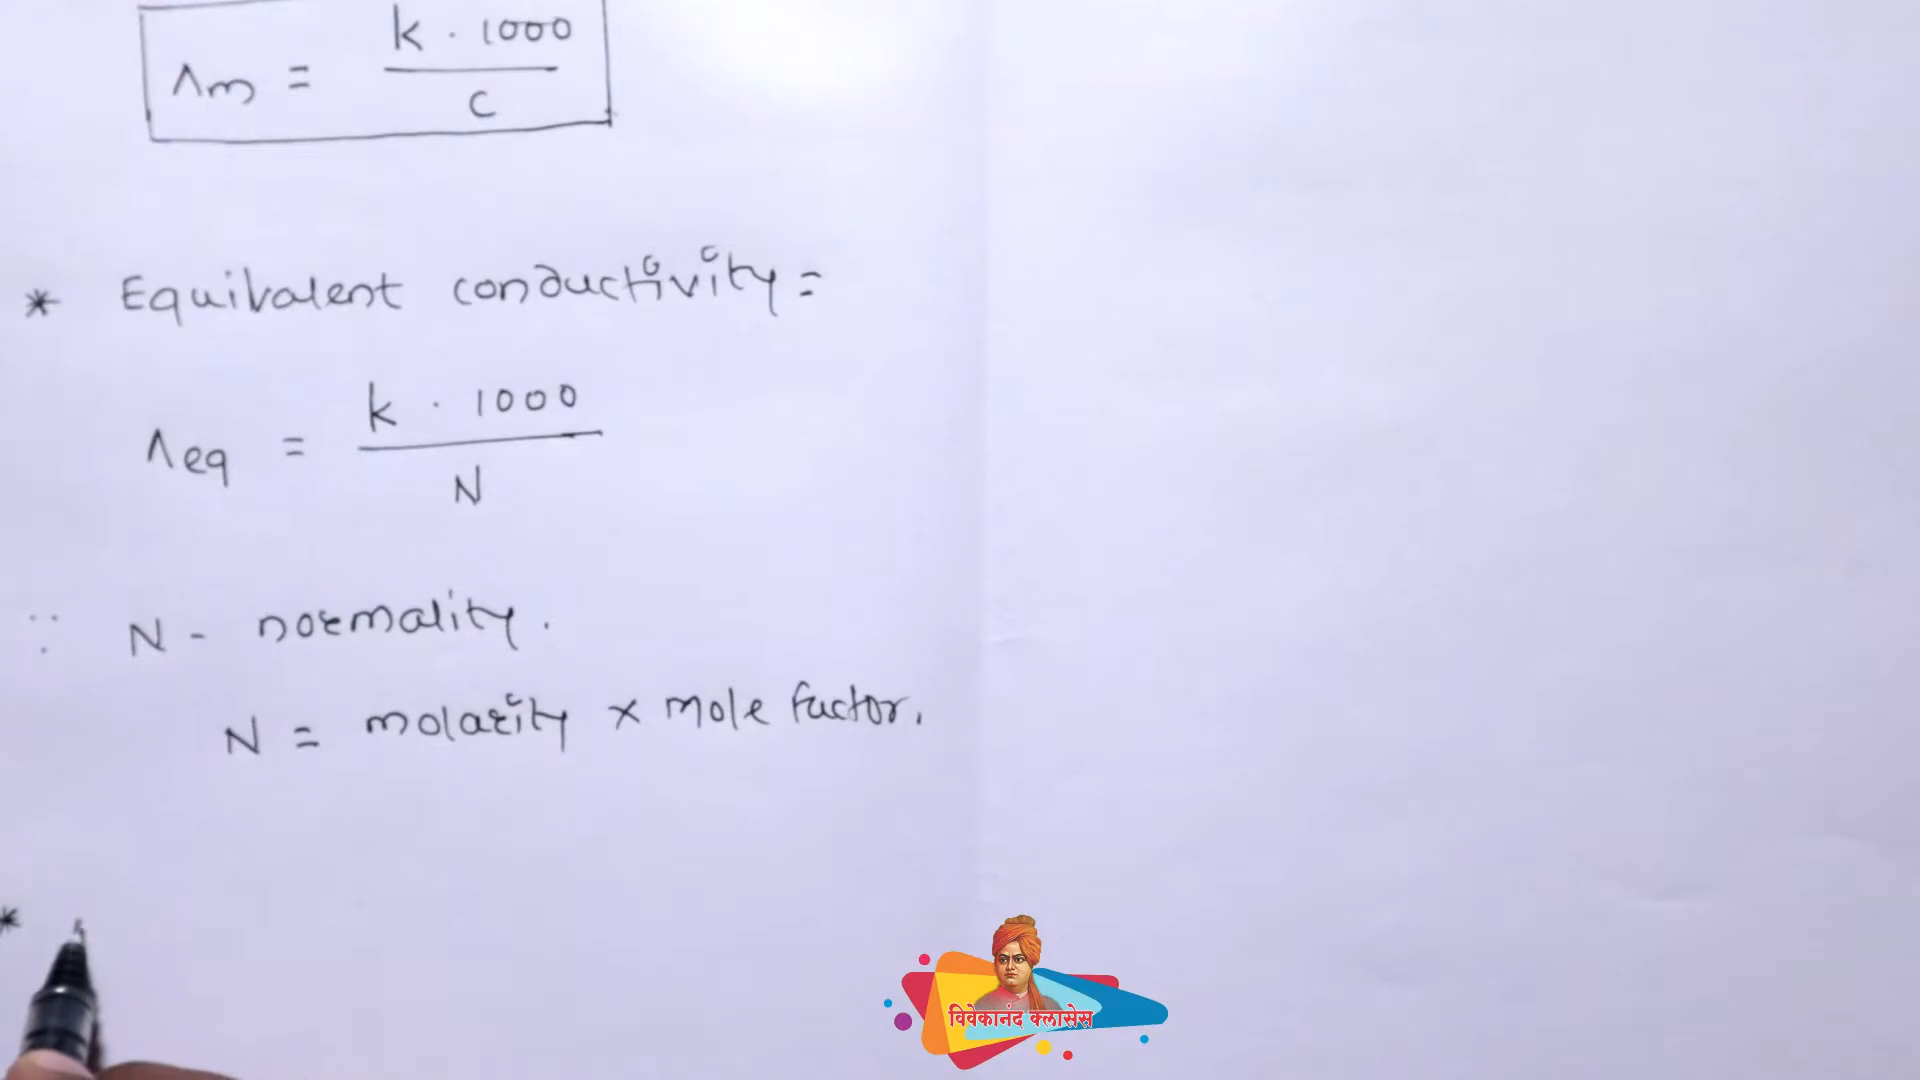 Λm = k . 1000 / c
* Equivalent conductivity =
Λeq = k . 1000 / N
∵ N - normality.
N = molarity × mole factor.
*
विवेकानंद क्लासेस